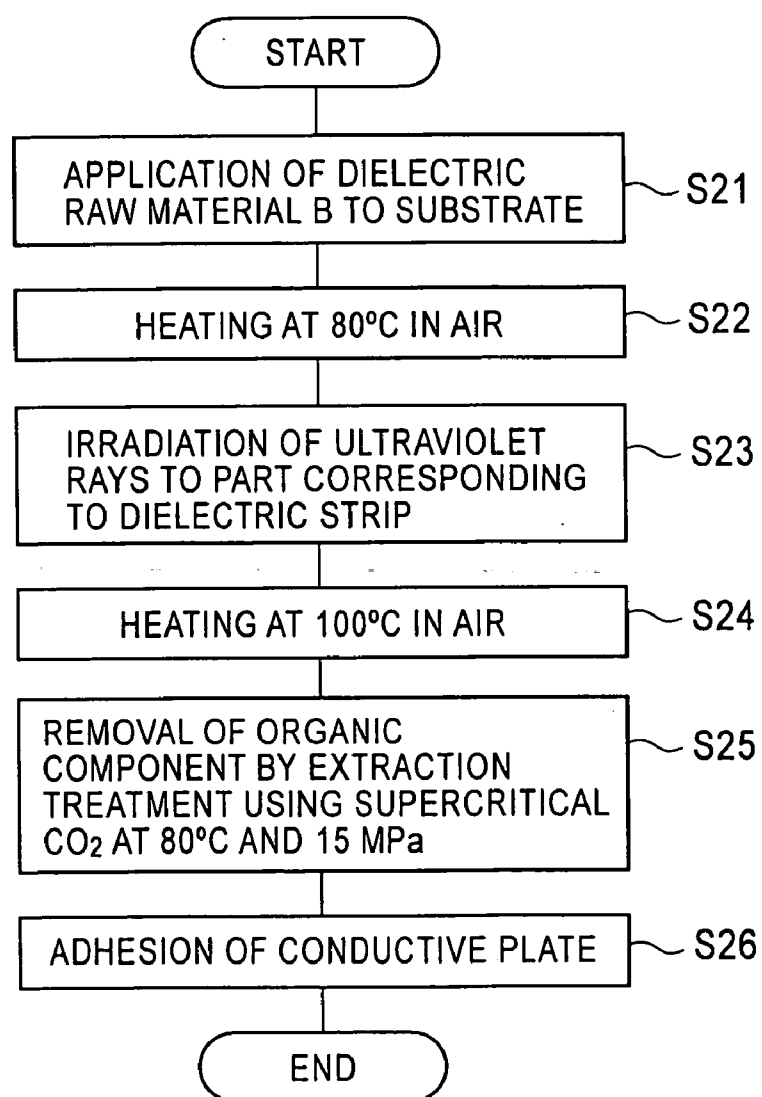 START
APPLICATION OF DIELECTRIC
RAW MATERIAL B TO SUBSTRATE
S21
HEATING AT 80ºC IN AIR
S22
IRRADIATION OF ULTRAVIOLET
RAYS TO PART CORRESPONDING
TO DIELECTRIC STRIP
S23
HEATING AT 100ºC IN AIR
S24
REMOVAL OF ORGANIC
COMPONENT BY EXTRACTION
TREATMENT USING SUPERCRITICAL
CO₂ AT 80ºC AND 15 MPa
S25
ADHESION OF CONDUCTIVE PLATE
S26
END